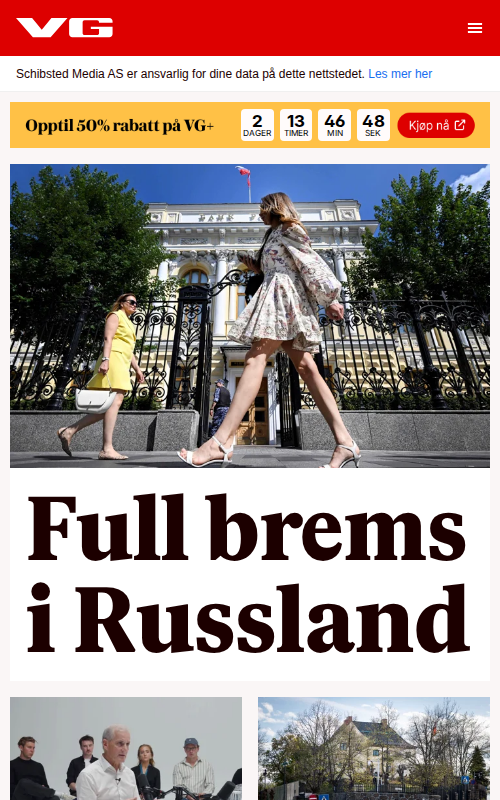 VG
Schibsted Media AS er ansvarlig for dine data på dette nettstedet. Les mer her
Opptil 50% rabatt på VG+
2 13 46 48
DAGER TIMER MIN SEK
Kjøp nå
Full brems
i Russland